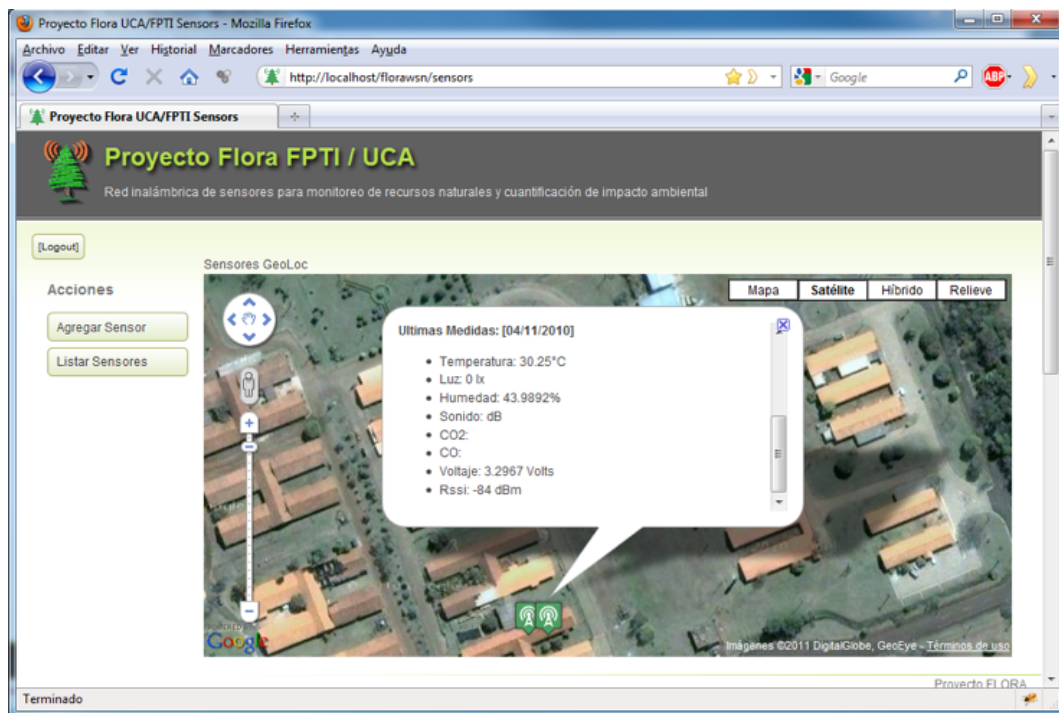 Proyecto Flora UCA/FPTI Sensors - Mozilla Firefox
Archivo Editar Ver Historial Marcadores Herramientas Ayuda
http://localhost/florawsn/sensors
Google
ABP
Proyecto Flora UCA/FPTI Sensors
Proyecto Flora FPTI / UCA
Red inalámbrica de sensores para monitoreo de recursos naturales y cuantificación de impacto ambiental
[Logout]
Sensores GeoLoc
Acciones
Agregar Sensor
Listar Sensores
Mapa
Satélite
Híbrido
Relieve
Ultimas Medidas: [04/11/2010]
Temperatura: 30.25°C
Luz: 0 lx
Humedad: 43.9892%
Sonido: dB
CO2:
CO:
Voltaje: 3.2967 Volts
Rssi: -84 dBm
POWERED BY
Google
Imágenes ©2011 DigitalGlobe, GeoEye - Términos de uso
Proyecto FLORA
Terminado